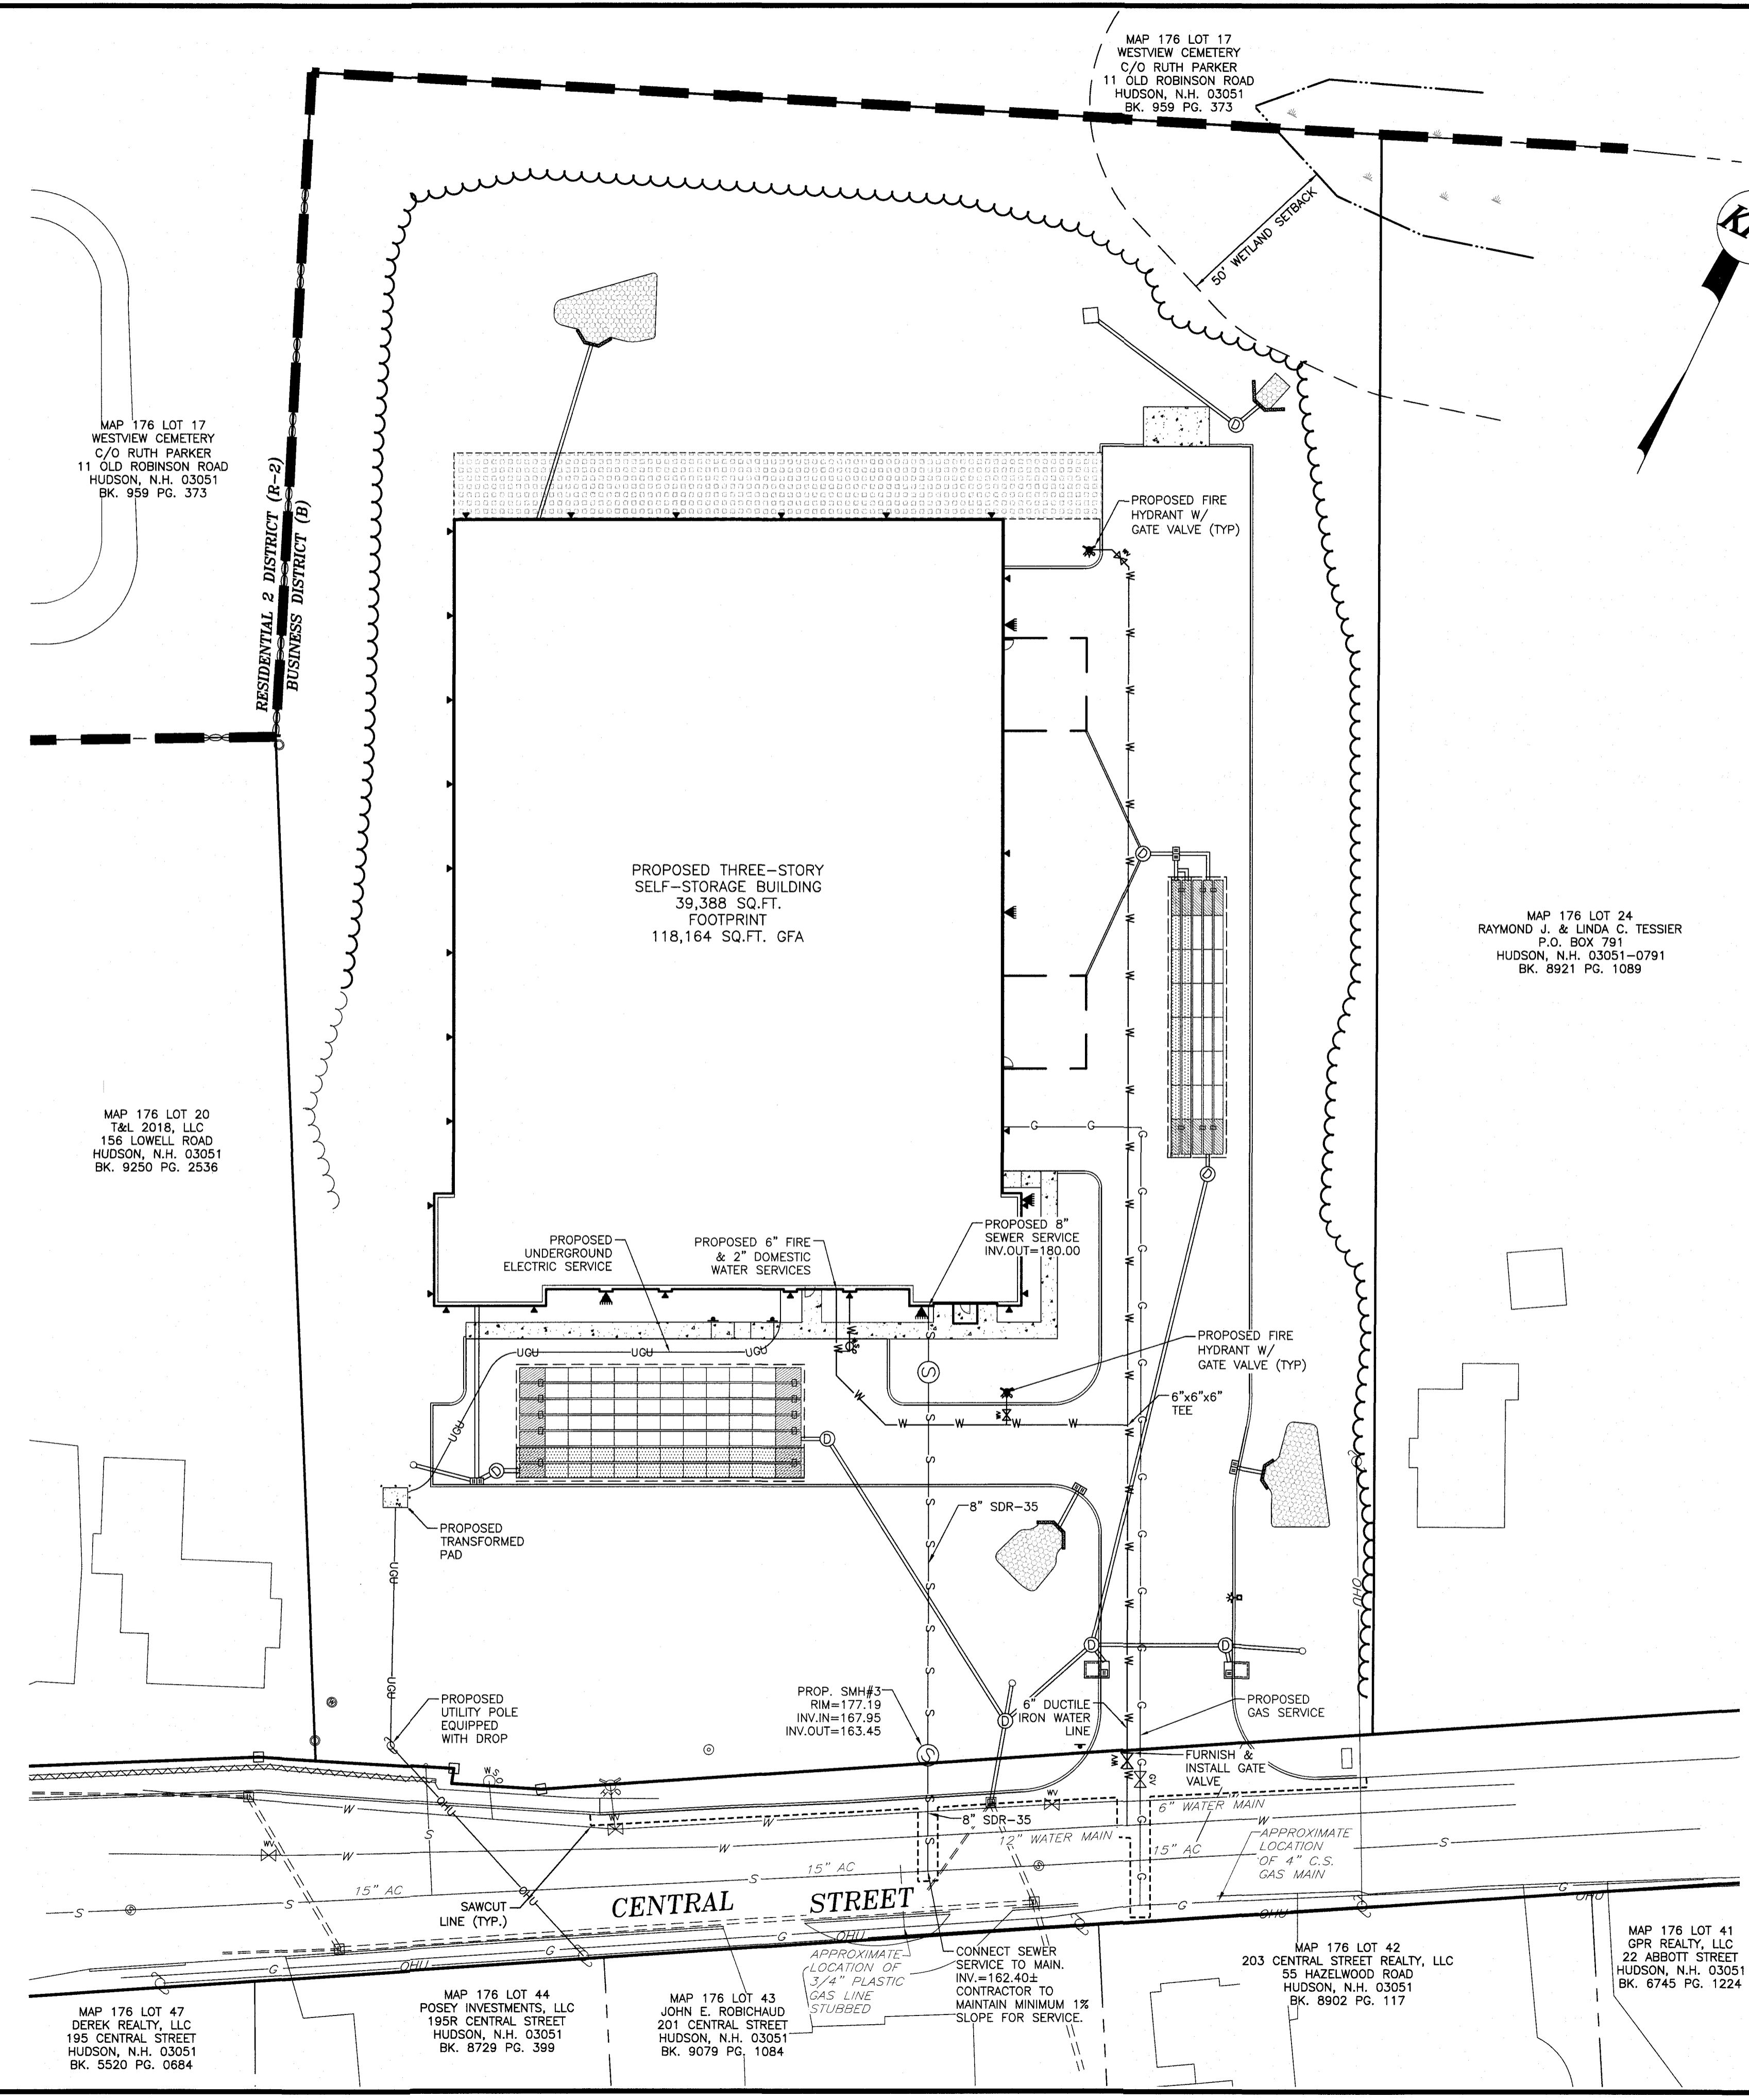 MAP 176 LOT 17
WESTVIEW CEMETERY
C/O RUTH PARKER
11 OLD ROBINSON ROAD
HUDSON, N.H. 03051
BK. 959 PG. 373
50' WETLAND SETBACK
MAP 176 LOT 17
WESTVIEW CEMETERY
C/O RUTH PARKER
11 OLD ROBINSON ROAD
HUDSON, N.H. 03051
BK. 959 PG. 373
RESIDENTIAL 2 DISTRICT (R-2)
BUSINESS DISTRICT (B)
PROPOSED FIRE
HYDRANT W/
GATE VALVE (TYP)
PROPOSED THREE-STORY
SELF-STORAGE BUILDING
39,388 SQ.FT.
FOOTPRINT
118,164 SQ.FT. GFA
MAP 176 LOT 24
RAYMOND J. & LINDA C. TESSIER
P.O. BOX 791
HUDSON, N.H. 03051-0791
BK. 8921 PG. 1089
MAP 176 LOT 20
T&L 2018, LLC
156 LOWELL ROAD
HUDSON, N.H. 03051
BK. 9250 PG. 2536
PROPOSED
UNDERGROUND
ELECTRIC SERVICE
PROPOSED 6" FIRE
& 2" DOMESTIC
WATER SERVICES
PROPOSED 8"
SEWER SERVICE
INV.OUT=180.00
UGU UGU UGU
UGU
PROPOSED FIRE
HYDRANT W/
GATE VALVE (TYP)
6"x6"x6"
TEE
8" SDR-35
PROPOSED
TRANSFORMED
PAD
UGU
UGU
OHU
PROPOSED
UTILITY POLE
EQUIPPED
WITH DROP
PROP. SMH#3
RIM=177.19
INV.IN=167.95
INV.OUT=163.45
6" DUCTILE
IRON WATER
LINE
PROPOSED
GAS SERVICE
FURNISH &
INSTALL GATE
VALVE
WV
GV
OHU
8" SDR-35
6" WATER MAIN
12" WATER MAIN
15" AC
15" AC
15" AC
APPROXIMATE
LOCATION
OF 4" C.S.
GAS MAIN
SAWCUT
LINE (TYP.)
OHU
CENTRAL STREET
OHU
OHU
OHU
OHU
APPROXIMATE
LOCATION OF
3/4" PLASTIC
GAS LINE
STUBBED
CONNECT SEWER
SERVICE TO MAIN.
INV.=162.40±
CONTRACTOR TO
MAINTAIN MINIMUM 1%
SLOPE FOR SERVICE.
MAP 176 LOT 47
DEREK REALTY, LLC
195 CENTRAL STREET
HUDSON, N.H. 03051
BK. 5520 PG. 0684
MAP 176 LOT 44
POSEY INVESTMENTS, LLC
195R CENTRAL STREET
HUDSON, N.H. 03051
BK. 8729 PG. 399
MAP 176 LOT 43
JOHN E. ROBICHAUD
201 CENTRAL STREET
HUDSON, N.H. 03051
BK. 9079 PG. 1084
MAP 176 LOT 42
203 CENTRAL STREET REALTY, LLC
55 HAZELWOOD ROAD
HUDSON, N.H. 03051
BK. 8902 PG. 117
MAP 176 LOT 41
GPR REALTY, LLC
22 ABBOTT STREET
HUDSON, N.H. 03051
BK. 6745 PG. 1224